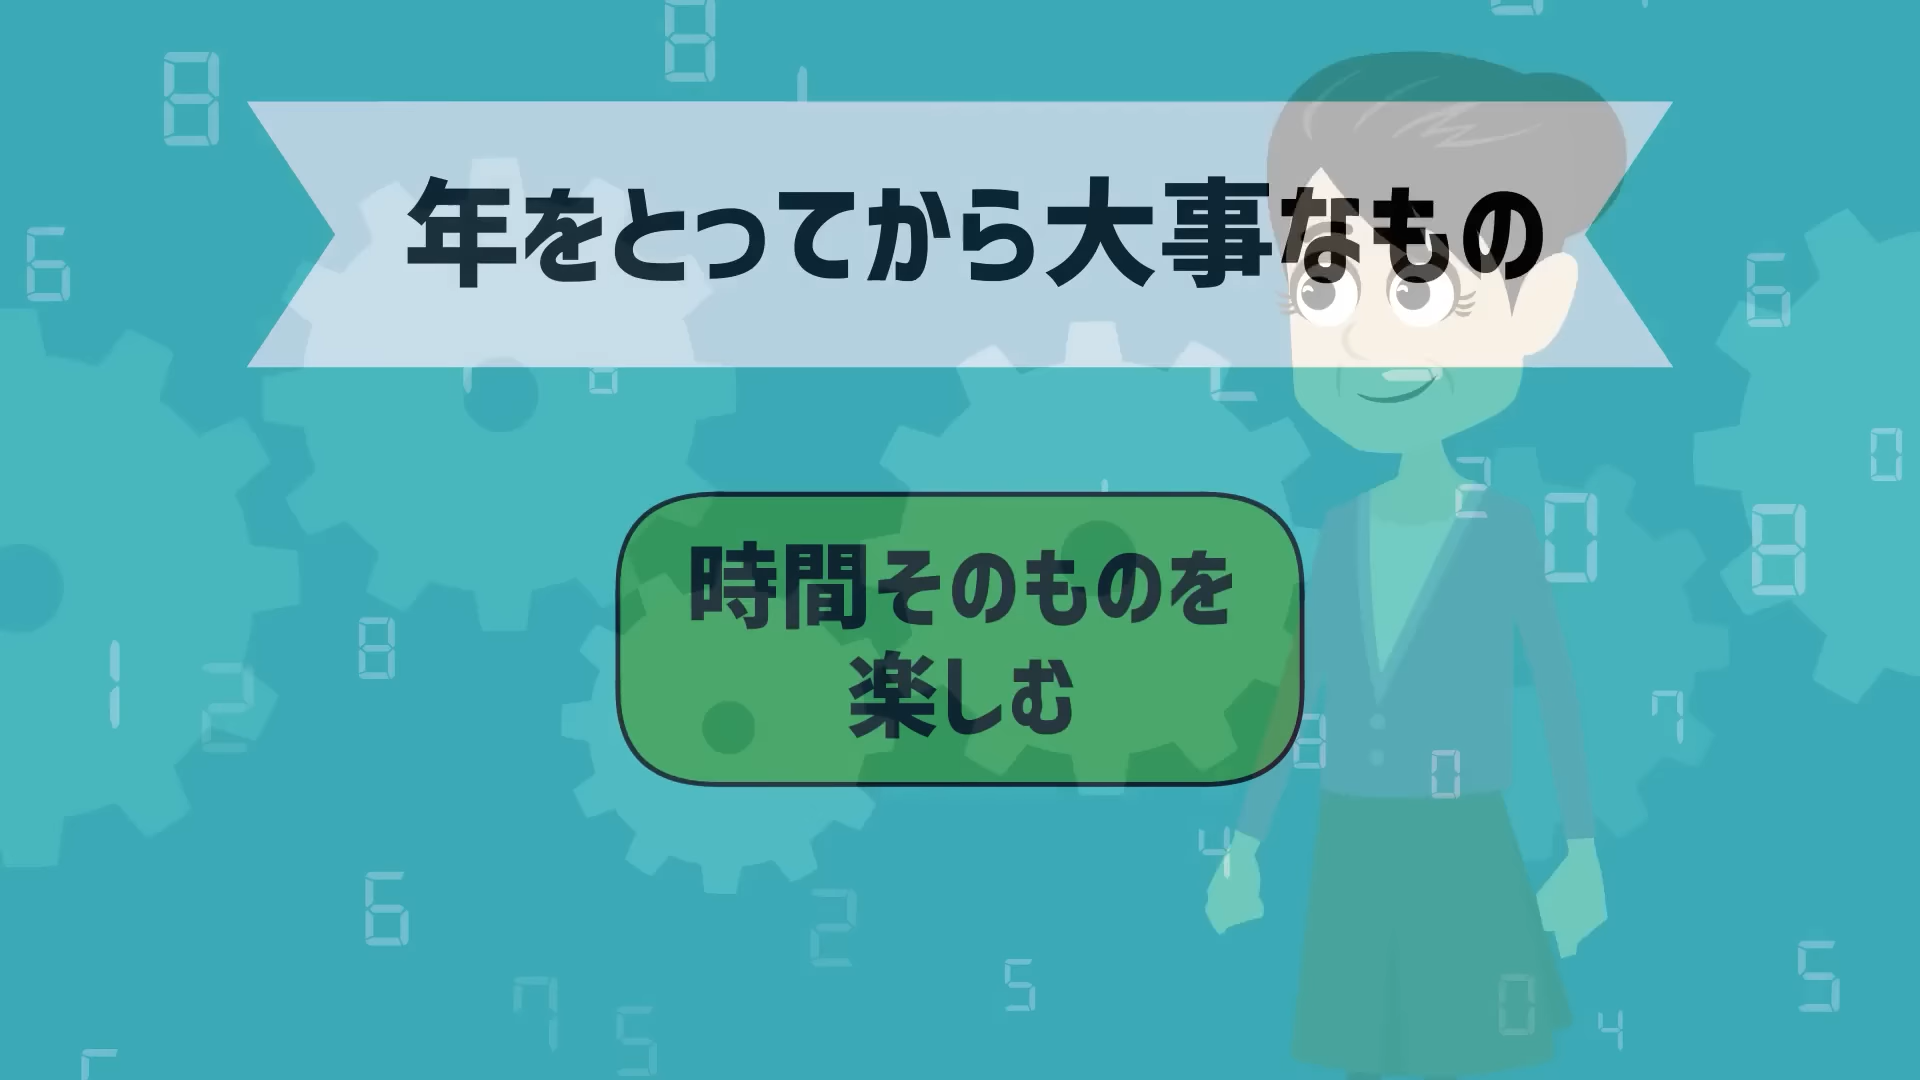 年をとってから大事なもの
時間そのものを
楽しむ